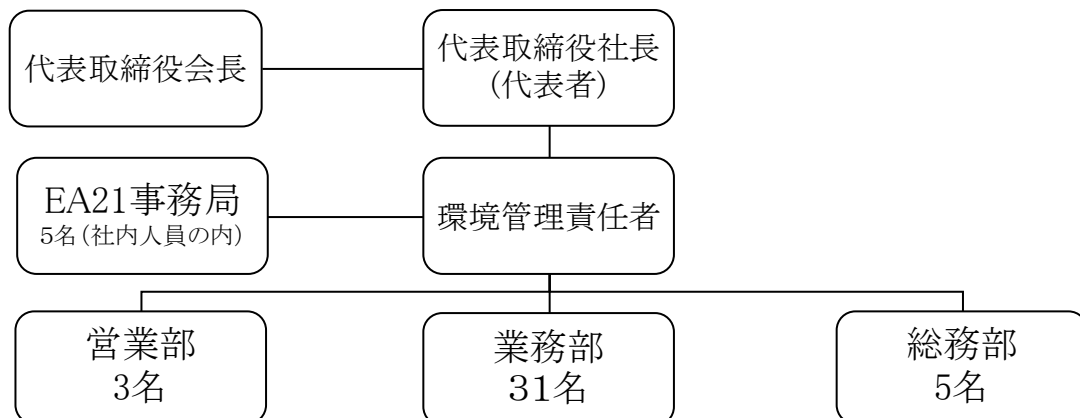 代表取締役会長
代表取締役社長
(代表者)
EA21事務局
5名(社内人員の内)
環境管理責任者
営業部
3名
業務部
31名
総務部
5名